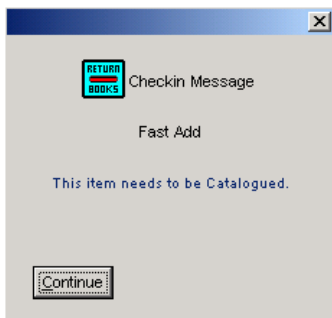 RETURN
BOOKS
Checkin Message
Fast Add
This item needs to be Catalogued.
Continue